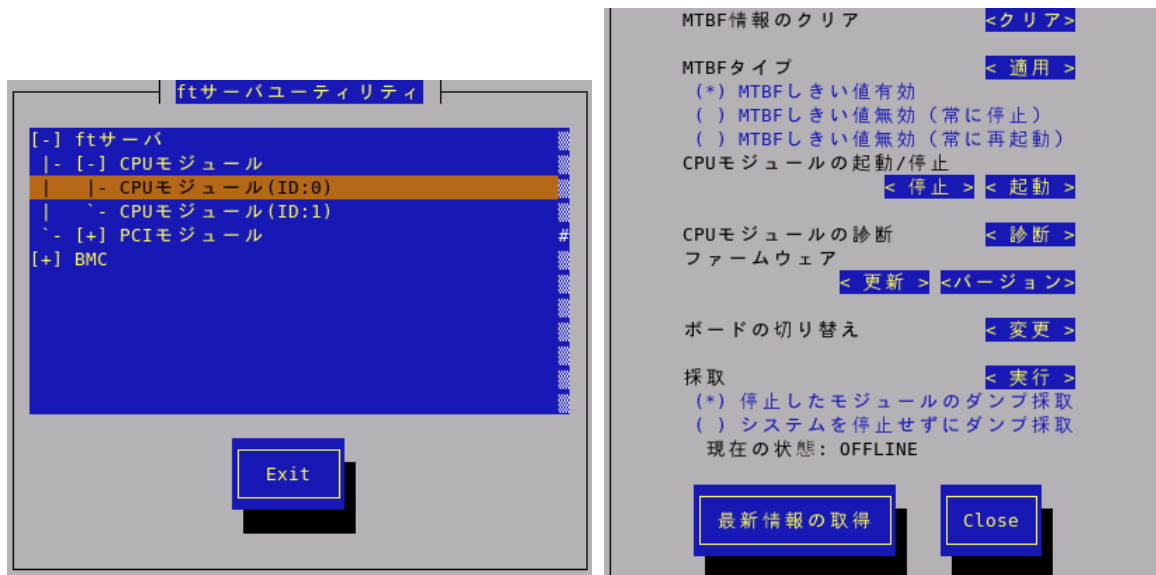 ftサーバユーティリティ
[-] ftサーバ
|- [-] CPUモジュール
|   |- CPUモジュール(ID:0)
|   `- CPUモジュール(ID:1)
`- [+] PCIモジュール
#
[+] BMC
Exit
MTBF情報のクリア <クリア>
MTBFタイプ < 適用 >
(*) MTBFしきい値有効
( ) MTBFしきい値無効（常に停止）
( ) MTBFしきい値無効（常に再起動）
CPUモジュールの起動/停止
< 停止 > < 起動 >
CPUモジュールの診断 < 診断 >
ファームウェア
< 更新 > <バージョン>
ボードの切り替え < 変更 >
採取 < 実行 >
(*) 停止したモジュールのダンプ採取
( ) システムを停止せずにダンプ採取
現在の状態: OFFLINE
最新情報の取得
Close